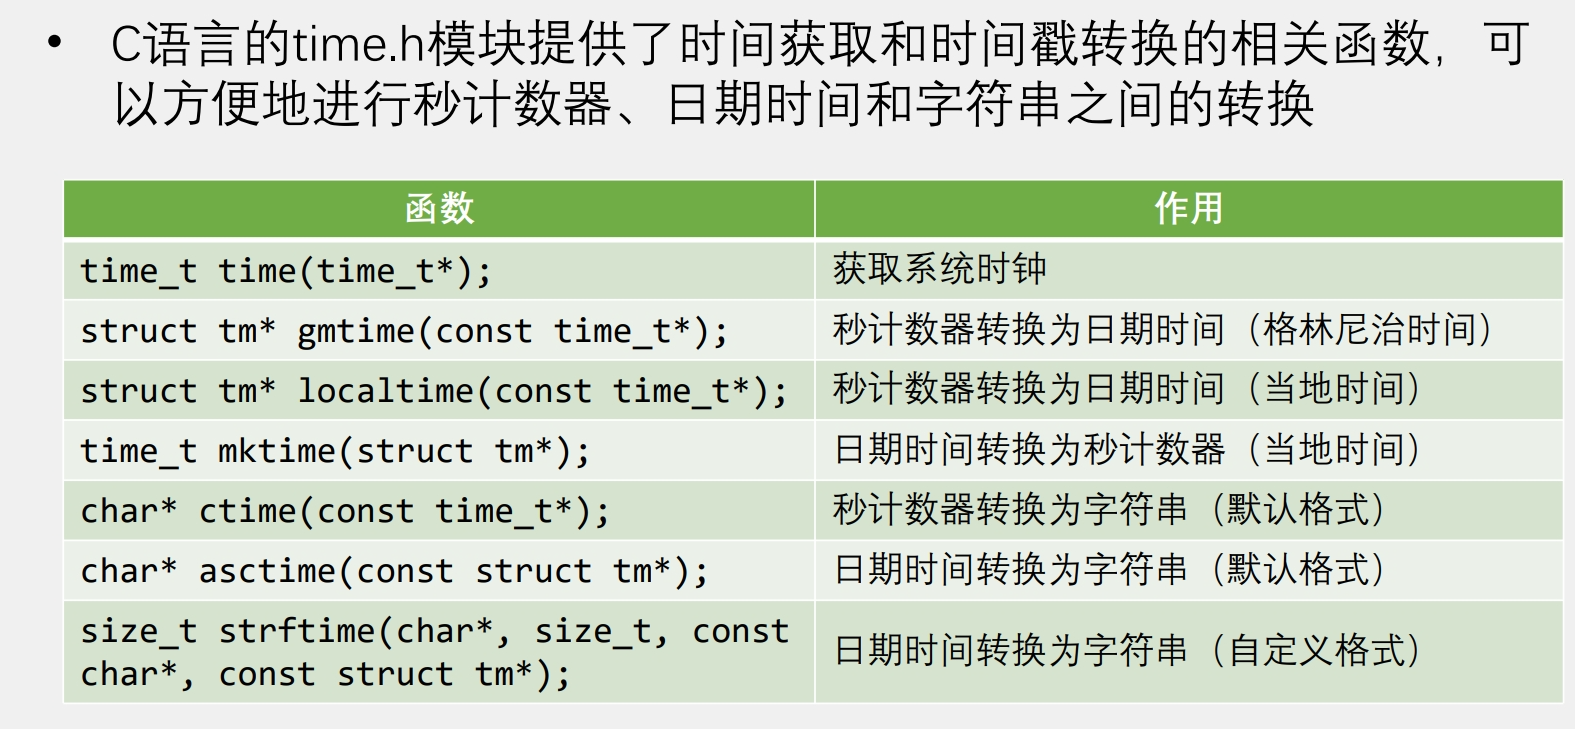 • C语言的time.h模块提供了时间获取和时间戳转换的相关函数，可
以方便地进行秒计数器、日期时间和字符串之间的转换
函数 作用
time_t time(time_t*); 获取系统时钟
struct tm* gmtime(const time_t*); 秒计数器转换为日期时间（格林尼治时间）
struct tm* localtime(const time_t*); 秒计数器转换为日期时间（当地时间）
time_t mktime(struct tm*); 日期时间转换为秒计数器（当地时间）
char* ctime(const time_t*); 秒计数器转换为字符串（默认格式）
char* asctime(const struct tm*); 日期时间转换为字符串（默认格式）
size_t strftime(char*, size_t, const
char*, const struct tm*);
日期时间转换为字符串（自定义格式）